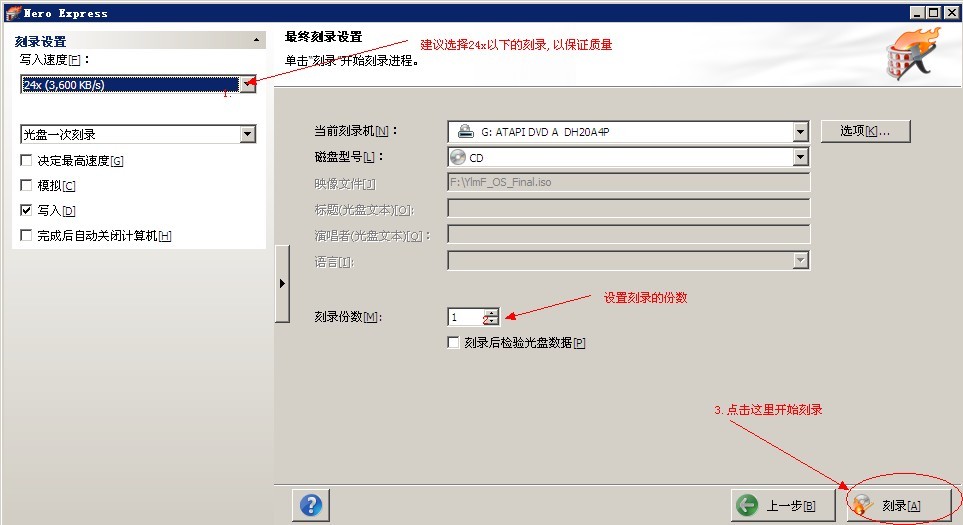 Nero Express
刻录设置
写入速度[F]：
24x (3,600 KB/s)
1.
光盘一次刻录
决定最高速度[G]
模拟[C]
写入[D]
完成后自动关闭计算机[H]
最终刻录设置
单击“刻录”开始刻录进程。
建议选择24x以下的刻录, 以保证质量
当前刻录机[N]：
G: ATAPI DVD A DH20A4P
选项[K]...
磁盘型号[L]：
CD
映像文件[J]
F:\YlmF_OS_Final.iso
标题(光盘文本)[O]:
演唱者(光盘文本)[Q]：
语言[I]:
设置刻录的份数
刻录份数[M]:
1
2
刻录后检验光盘数据[P]
3. 点击这里开始刻录
?
上一步[B]
刻录[A]